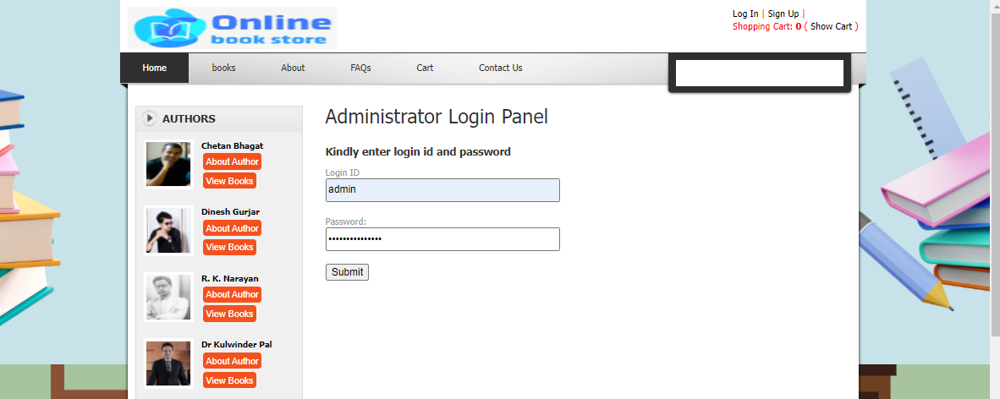 Online
book store
Log In | Sign Up |
Shopping Cart: 0 ( Show Cart )
Home books About FAQs Cart Contact Us
AUTHORS
Chetan Bhagat
About Author
View Books
Dinesh Gurjar
About Author
View Books
R. K. Narayan
About Author
View Books
Dr Kulwinder Pal
About Author
View Books
Administrator Login Panel
Kindly enter login id and password
Login ID
admin
Password:
•••••••••••••••
Submit